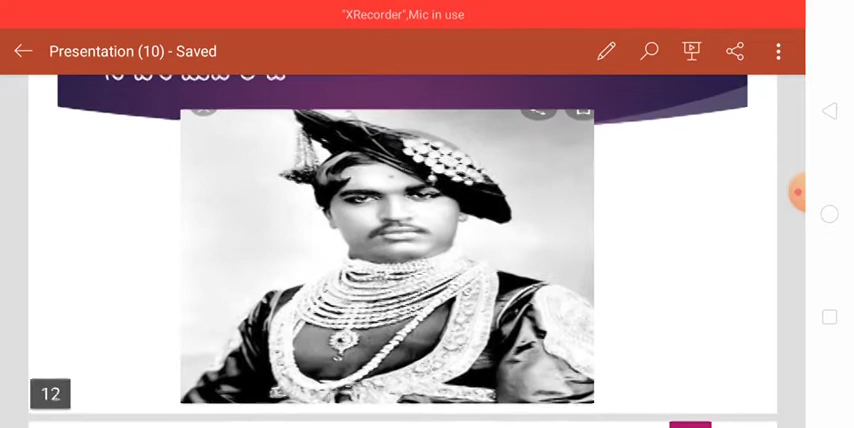 "XRecorder",Mic in use
Presentation (10) - Saved
12